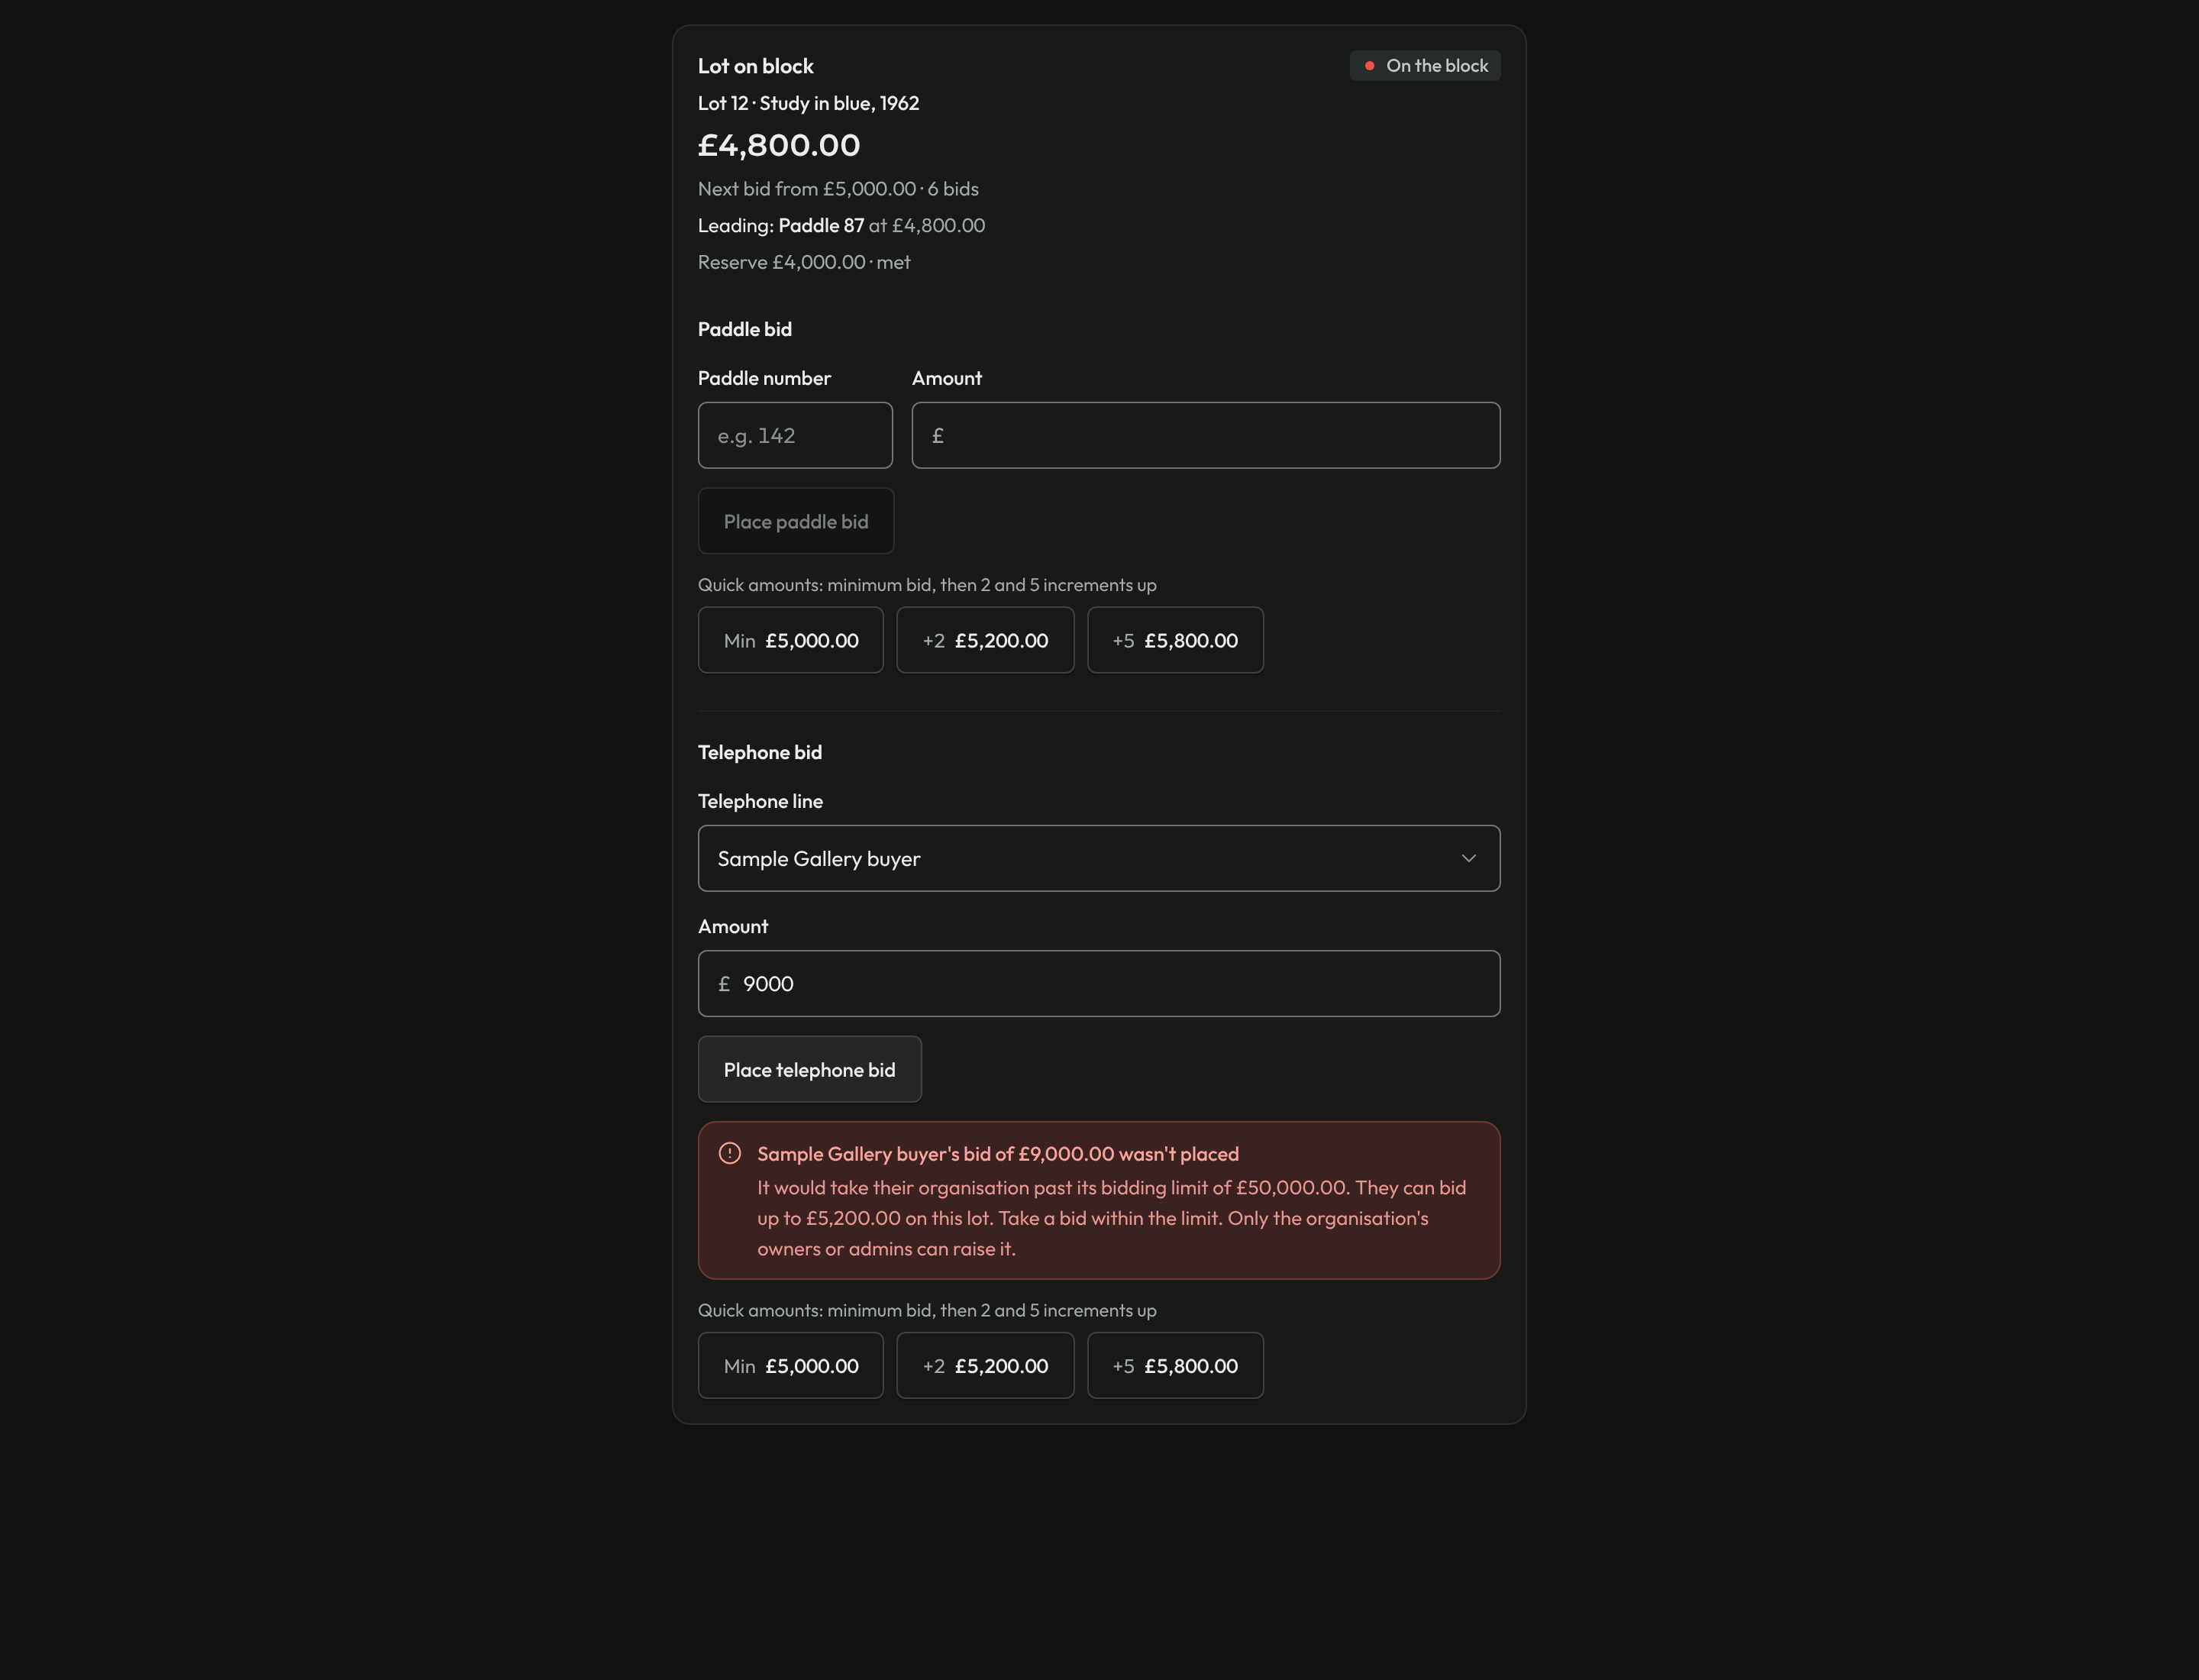 Lot on block
On the block
Lot 12 · Study in blue, 1962
£4,800.00
Next bid from £5,000.00 · 6 bids
Leading: Paddle 87 at £4,800.00
Reserve £4,000.00 · met
Paddle bid
Paddle number
Amount
e.g. 142
£
Place paddle bid
Quick amounts: minimum bid, then 2 and 5 increments up
Min £5,000.00
+2 £5,200.00
+5 £5,800.00
Telephone bid
Telephone line
Sample Gallery buyer
Amount
£ 9000
Place telephone bid
Sample Gallery buyer's bid of £9,000.00 wasn't placed
It would take their organisation past its bidding limit of £50,000.00. They can bid
up to £5,200.00 on this lot. Take a bid within the limit. Only the organisation's
owners or admins can raise it.
Quick amounts: minimum bid, then 2 and 5 increments up
Min £5,000.00
+2 £5,200.00
+5 £5,800.00